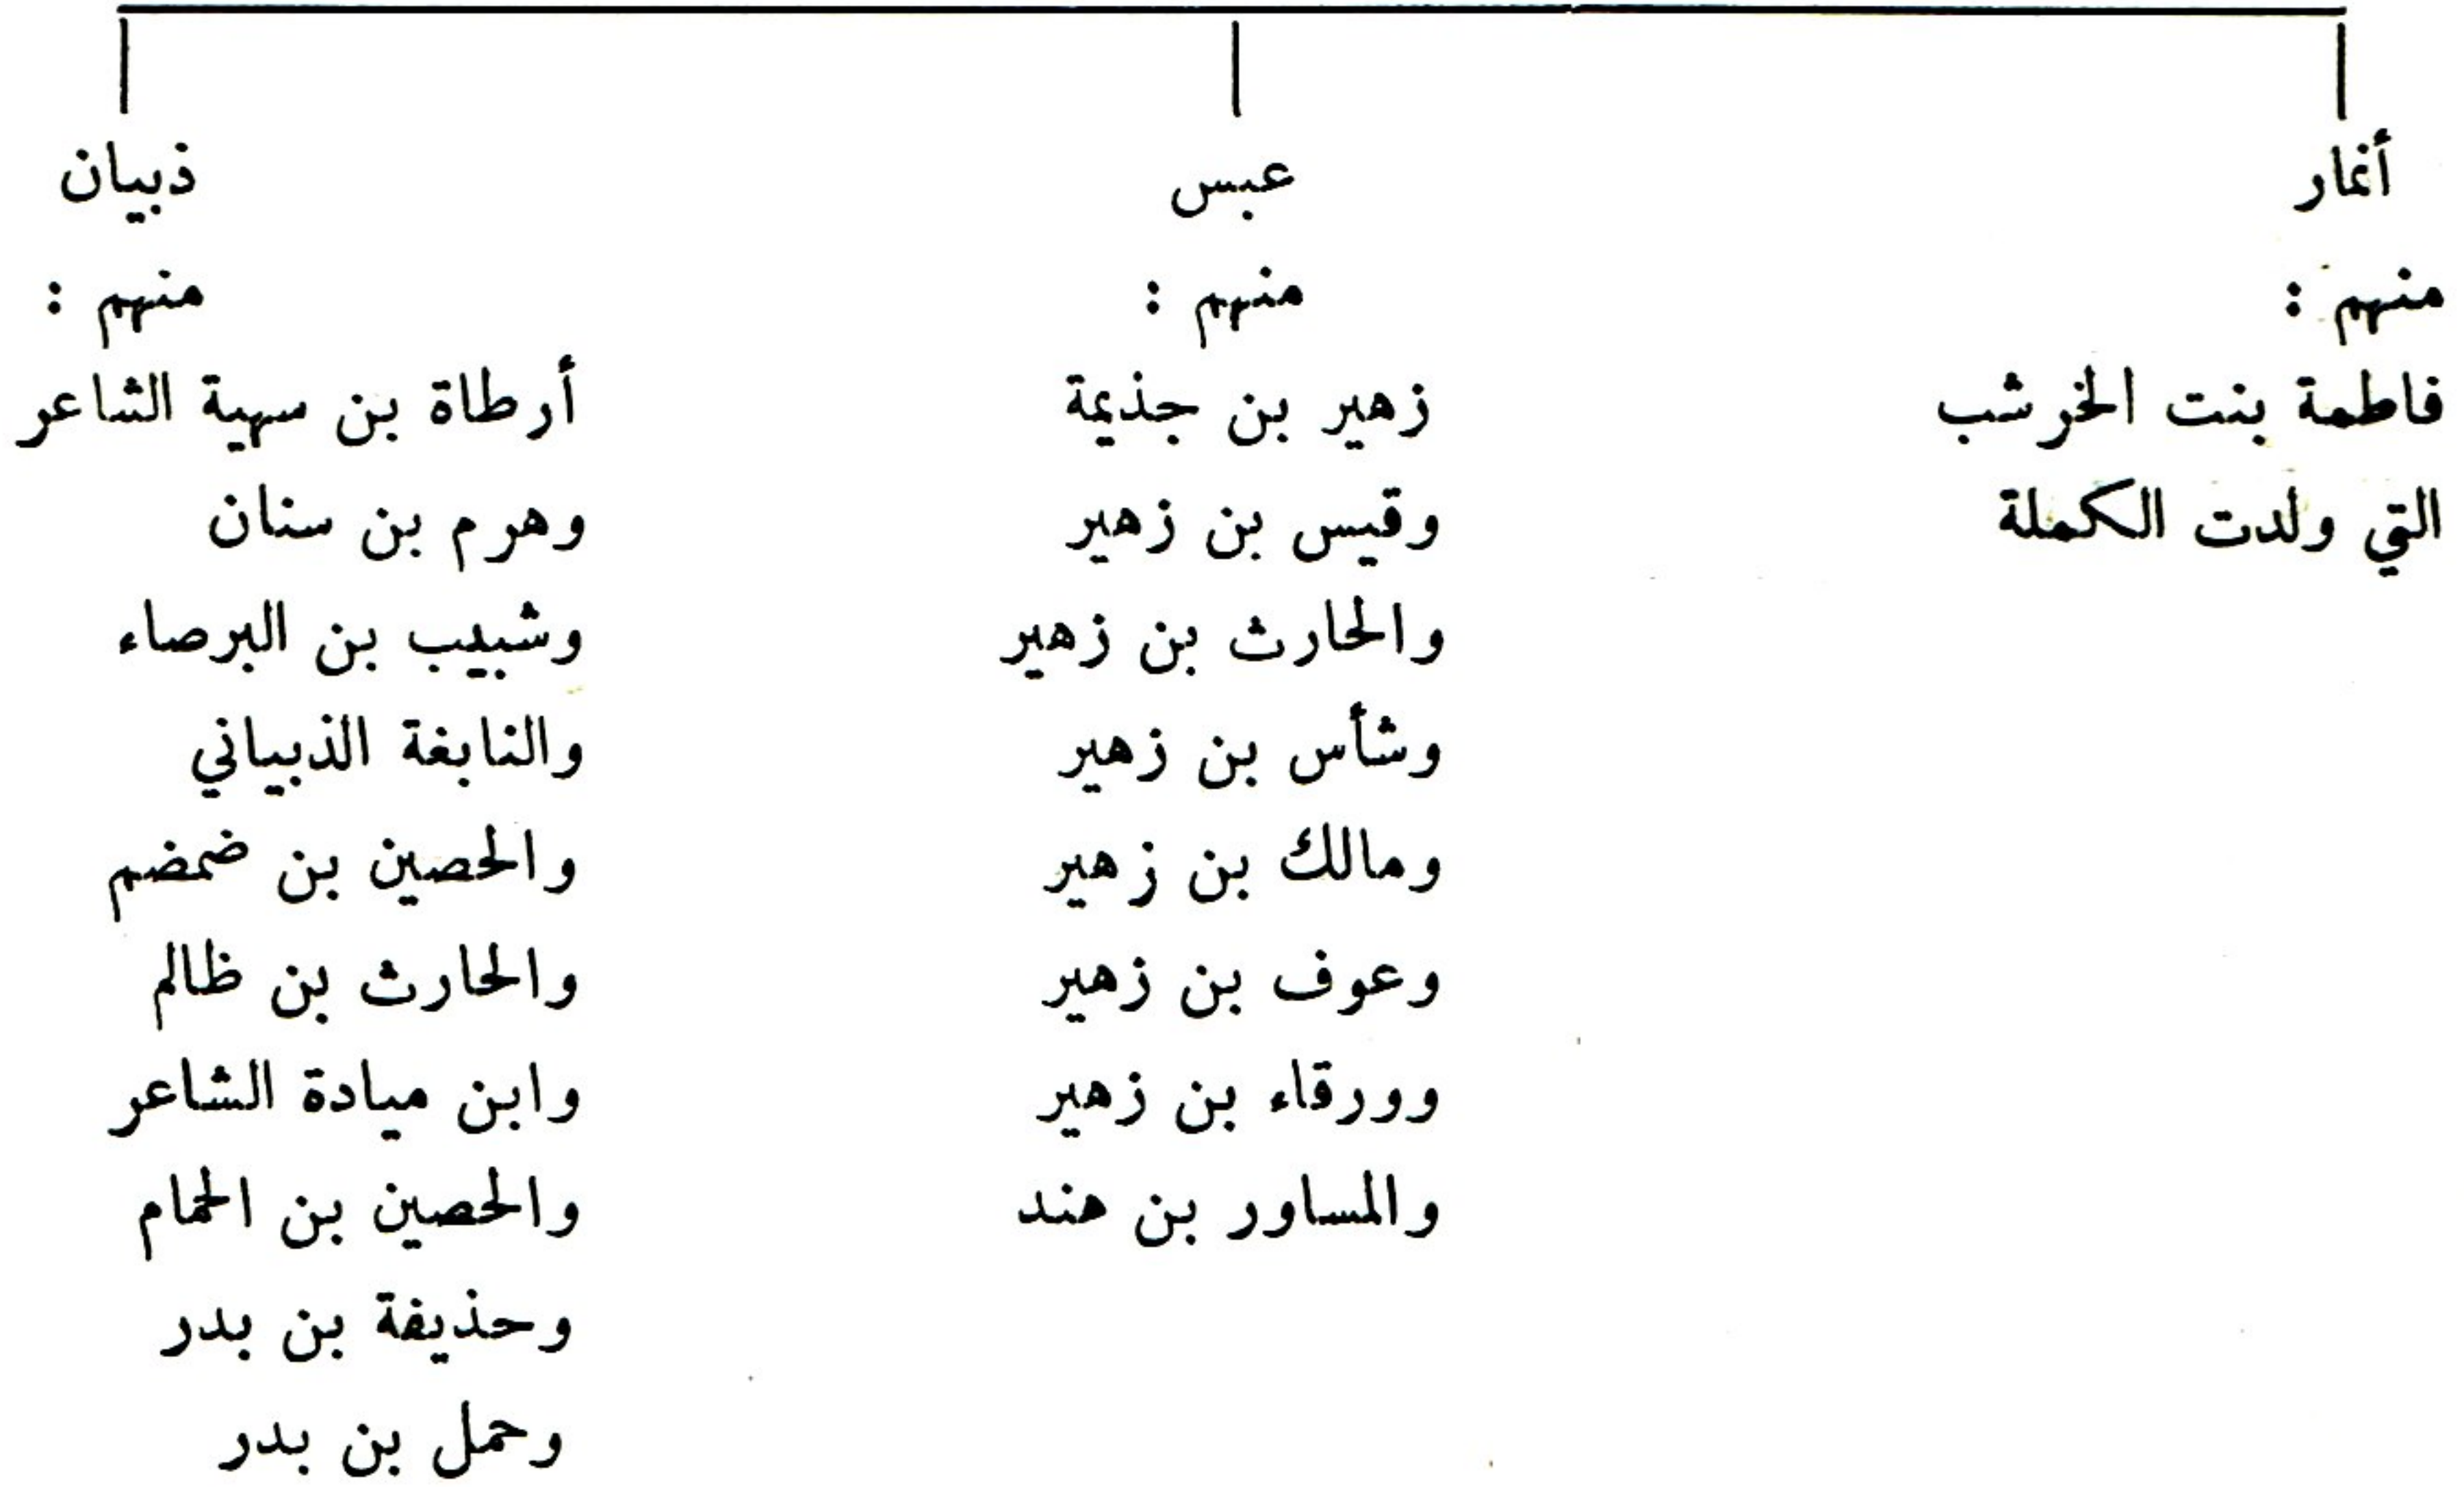 أنمار
منهم :
فاطمة بنت الخرشب
التي ولدت الكملة
عبس
منهم :
زهير بن جذيمة
وقيس بن زهير
والحارث بن زهير
وشأس بن زهير
ومالك بن زهير
وعوف بن زهير
وورقاء بن زهير
والمساور بن هند
ذبيان
منهم :
أرطاة بن سهية الشاعر
وهرم بن سنان
وشبيب بن البرصاء
والنابغة الذبياني
والحصين بن ضمضم
والحارث بن ظالم
وابن ميادة الشاعر
والحصين بن الحمام
وحذيفة بن بدر
وحمل بن بدر